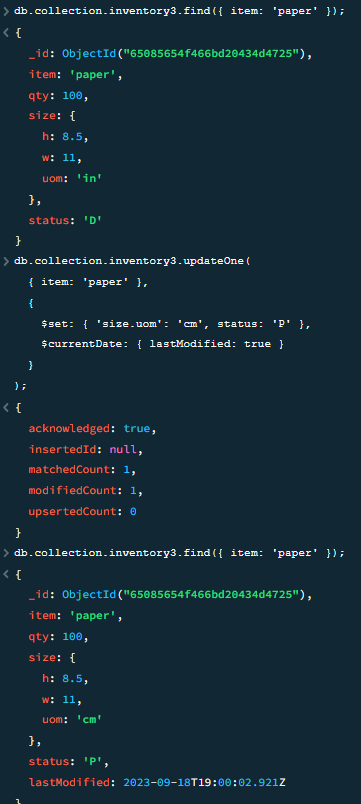 db.collection.inventory3.find({ item: 'paper' });
{
_id: ObjectId("65085654f466bd20434d4725"),
item: 'paper',
qty: 100,
size: {
h: 8.5,
w: 11,
uom: 'in'
},
status: 'D'
}
db.collection.inventory3.updateOne(
{ item: 'paper' },
{
$set: { 'size.uom': 'cm', status: 'P' },
$currentDate: { lastModified: true }
}
);
{
acknowledged: true,
insertedId: null,
matchedCount: 1,
modifiedCount: 1,
upsertedCount: 0
}
db.collection.inventory3.find({ item: 'paper' });
{
_id: ObjectId("65085654f466bd20434d4725"),
item: 'paper',
qty: 100,
size: {
h: 8.5,
w: 11,
uom: 'cm'
},
status: 'P',
lastModified: 2023-09-18T19:00:02.921Z
}